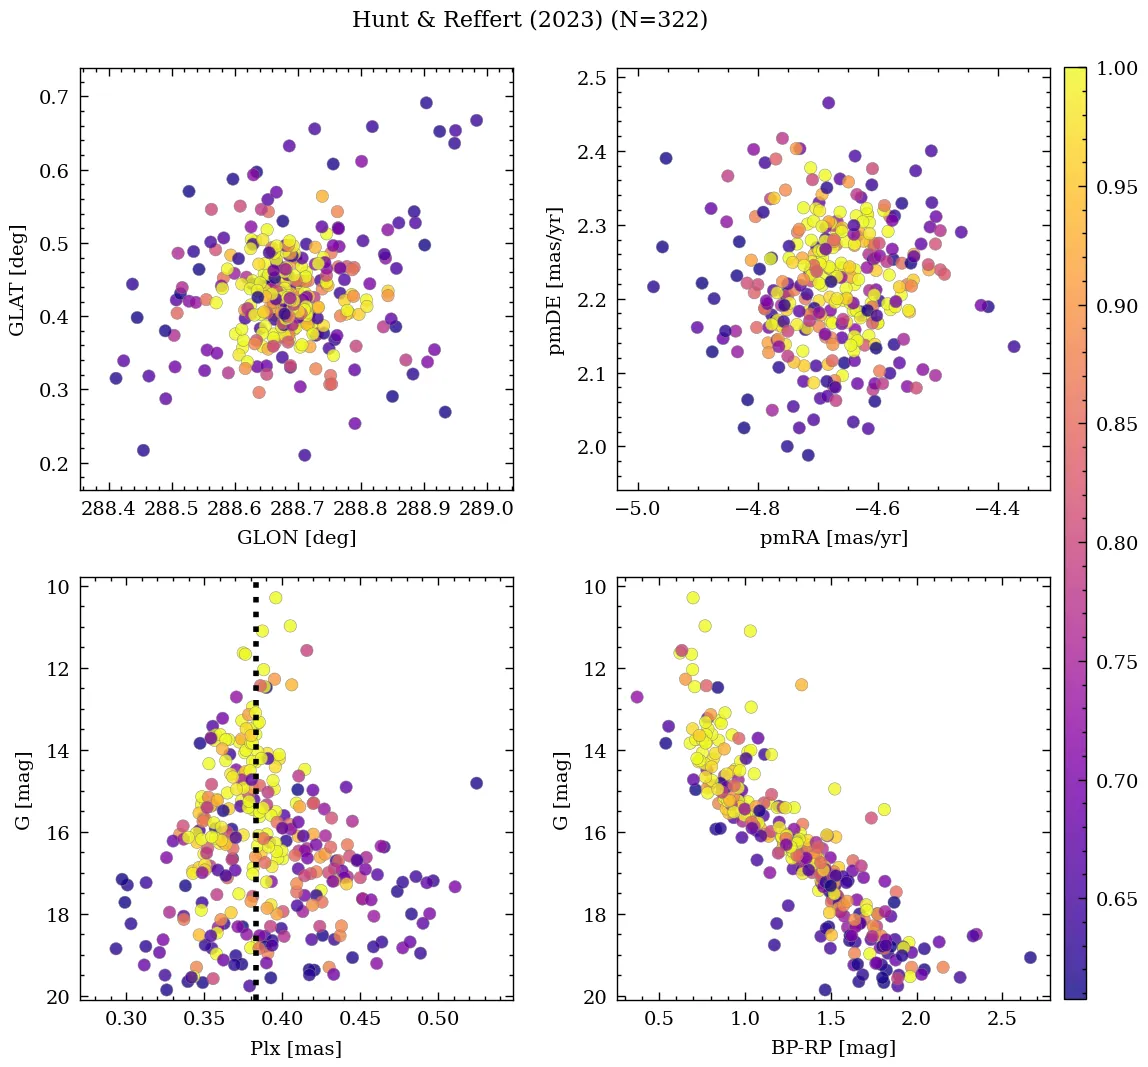 Hunt & Reffert (2023) (N=322)
0.7
0.6
0.5
0.4
0.3
0.2
GLAT [deg]
288.4 288.5 288.6 288.7 288.8 288.9 289.0
GLON [deg]
2.5
2.4
2.3
2.2
2.1
2.0
pmDE [mas/yr]
−5.0 −4.8 −4.6 −4.4
pmRA [mas/yr]
1.00
0.95
0.90
0.85
0.80
0.75
0.70
0.65
10
12
14
16
18
20
G [mag]
0.30 0.35 0.40 0.45 0.50
Plx [mas]
10
12
14
16
18
20
G [mag]
0.5 1.0 1.5 2.0 2.5
BP-RP [mag]